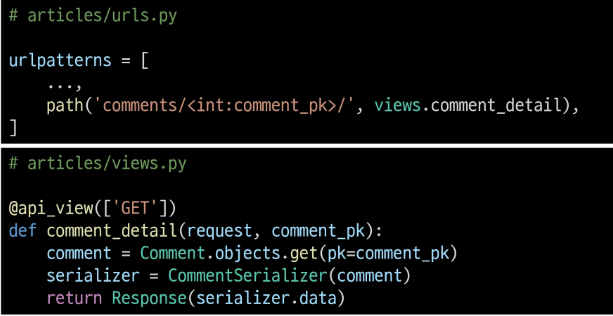 # articles/urls.py
urlpatterns = [
    ...,
    path('comments/<int:comment_pk>/', views.comment_detail),
]
# articles/views.py
@api_view(['GET'])
def comment_detail(request, comment_pk):
    comment = Comment.objects.get(pk=comment_pk)
    serializer = CommentSerializer(comment)
    return Response(serializer.data)